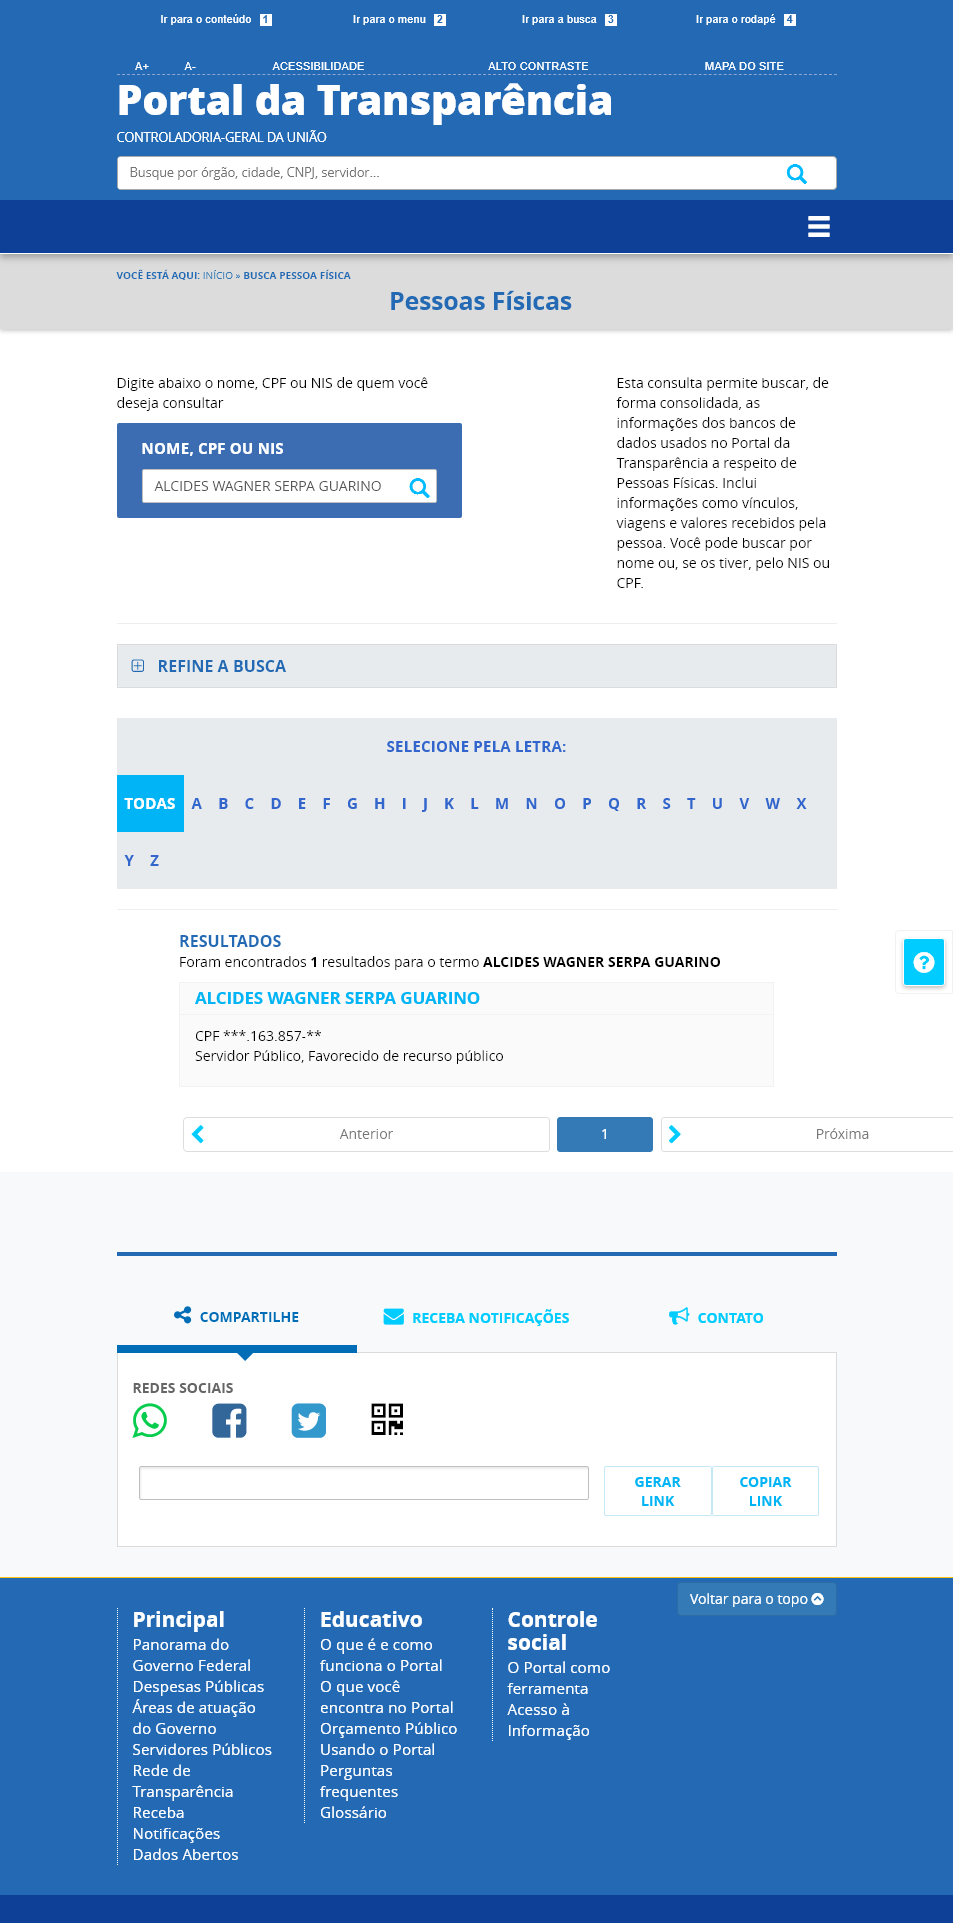 Ir para o conteúdo 1 Ir para o menu 2 Ir para a busca 3 Ir para o rodapé 4
A+ A- ACESSIBILIDADE ALTO CONTRASTE MAPA DO SITE
Portal da Transparência
CONTROLADORIA-GERAL DA UNIÃO
Busque por órgão, cidade, CNPJ, servidor...
VOCÊ ESTÁ AQUI: INÍCIO » BUSCA PESSOA FÍSICA
Pessoas Físicas
Digite abaixo o nome, CPF ou NIS de quem você
deseja consultar
NOME, CPF OU NIS
ALCIDES WAGNER SERPA GUARINO
Esta consulta permite buscar, de
forma consolidada, as
informações dos bancos de
dados usados no Portal da
Transparência a respeito de
Pessoas Físicas. Inclui
informações como vínculos,
viagens e valores recebidos pela
pessoa. Você pode buscar por
nome ou, se os tiver, pelo NIS ou
CPF.
REFINE A BUSCA
SELECIONE PELA LETRA:
TODAS A B C D E F G H I J K L M N O P Q R S T U V W X
Y Z
RESULTADOS
Foram encontrados 1 resultados para o termo ALCIDES WAGNER SERPA GUARINO
ALCIDES WAGNER SERPA GUARINO
CPF ***.163.857-**
Servidor Público, Favorecido de recurso público
Anterior 1 Próxima
COMPARTILHE RECEBA NOTIFICAÇÕES CONTATO
REDES SOCIAIS
GERAR
LINK
COPIAR
LINK
Voltar para o topo
Principal
Panorama do
Governo Federal
Despesas Públicas
Áreas de atuação
do Governo
Servidores Públicos
Rede de
Transparência
Receba
Notificações
Dados Abertos
Educativo
O que é e como
funciona o Portal
O que você
encontra no Portal
Orçamento Público
Usando o Portal
Perguntas
frequentes
Glossário
Controle
social
O Portal como
ferramenta
Acesso à
Informação